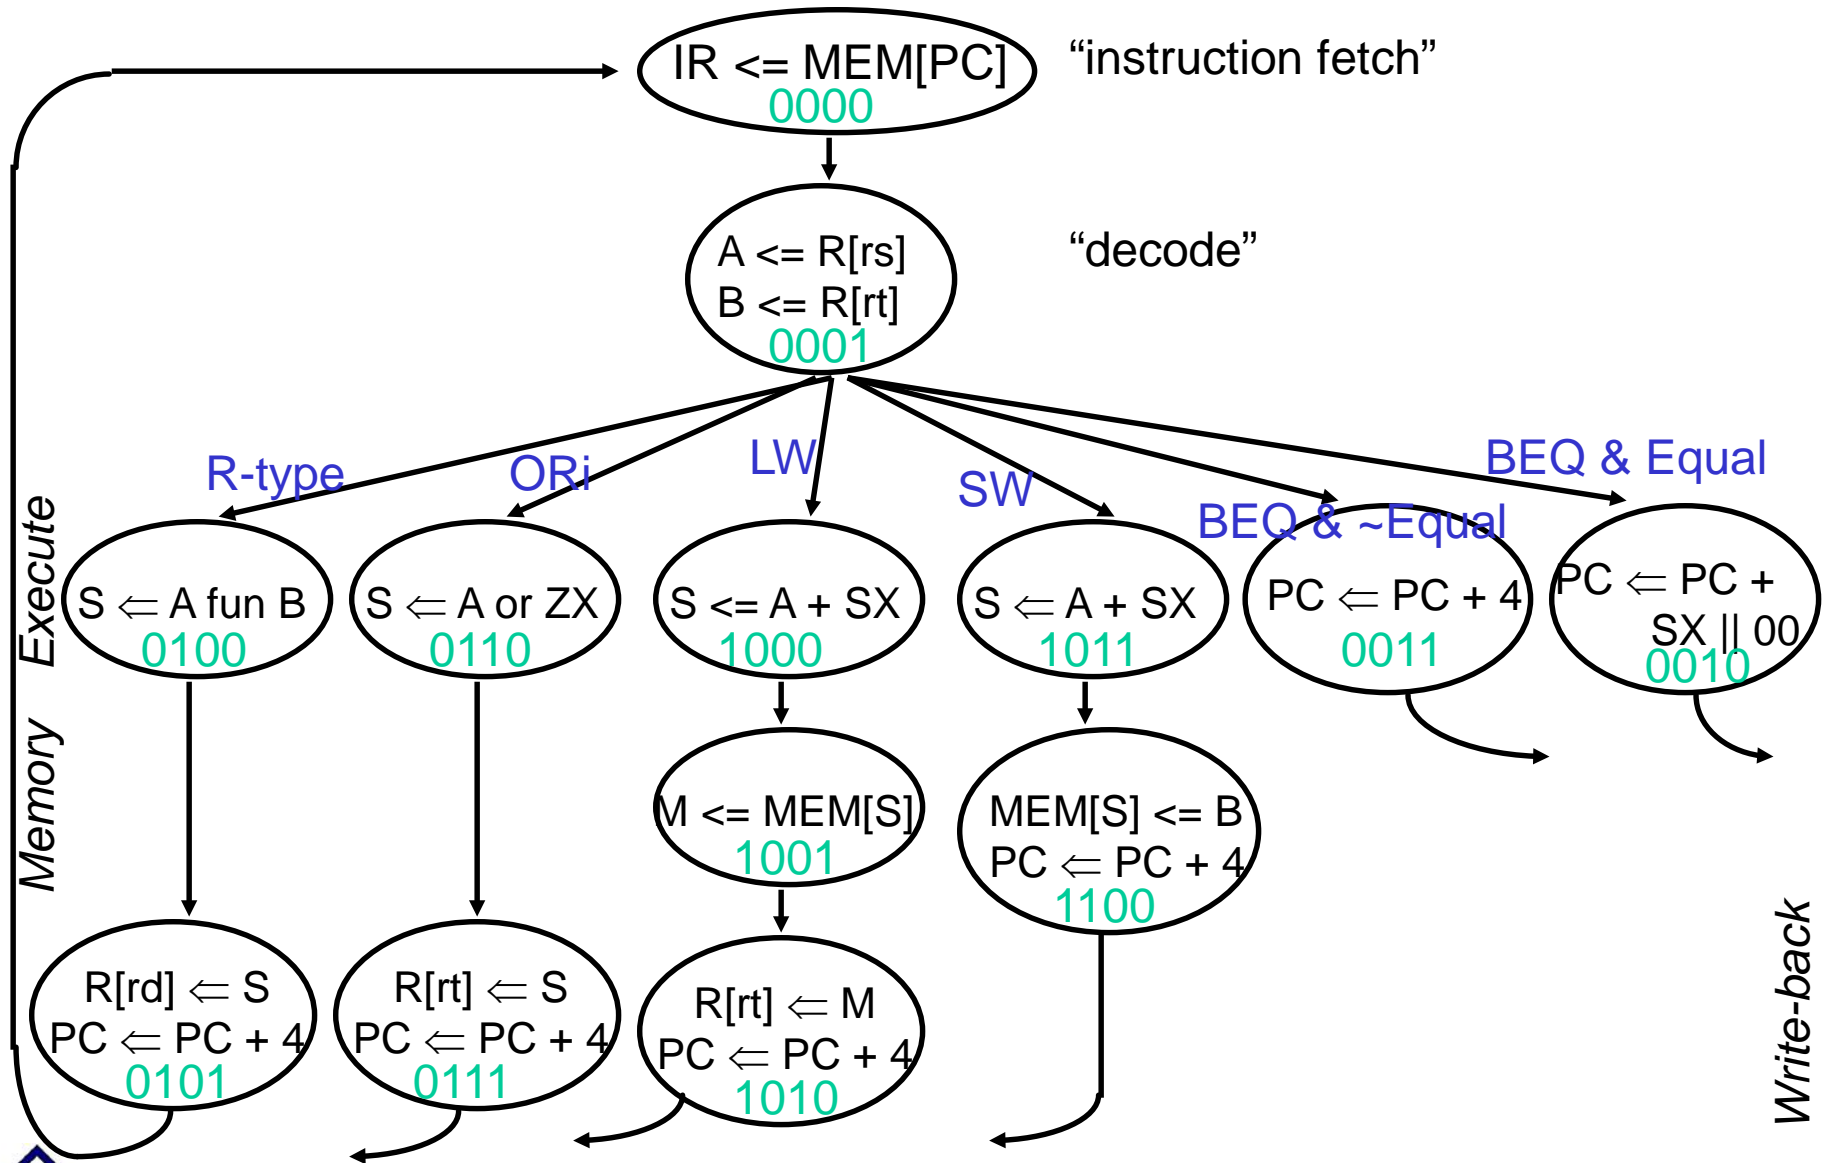 IR <= MEM[PC]
0000
“instruction fetch”
A <= R[rs]
B <= R[rt]
0001
“decode”
R-type
ORi
LW
SW
BEQ & ~Equal
BEQ & Equal
Execute
S ⇐ A fun B
0100
S ⇐ A or ZX
0110
S <= A + SX
1000
S ⇐ A + SX
1011
PC ⇐ PC + 4
0011
PC ⇐ PC +
SX || 00
0010
Memory
M <= MEM[S]
1001
MEM[S] <= B
PC ⇐ PC + 4
1100
R[rd] ⇐ S
PC ⇐ PC + 4
0101
R[rt] ⇐ S
PC ⇐ PC + 4
0111
R[rt] ⇐ M
PC ⇐ PC + 4
1010
Write-back